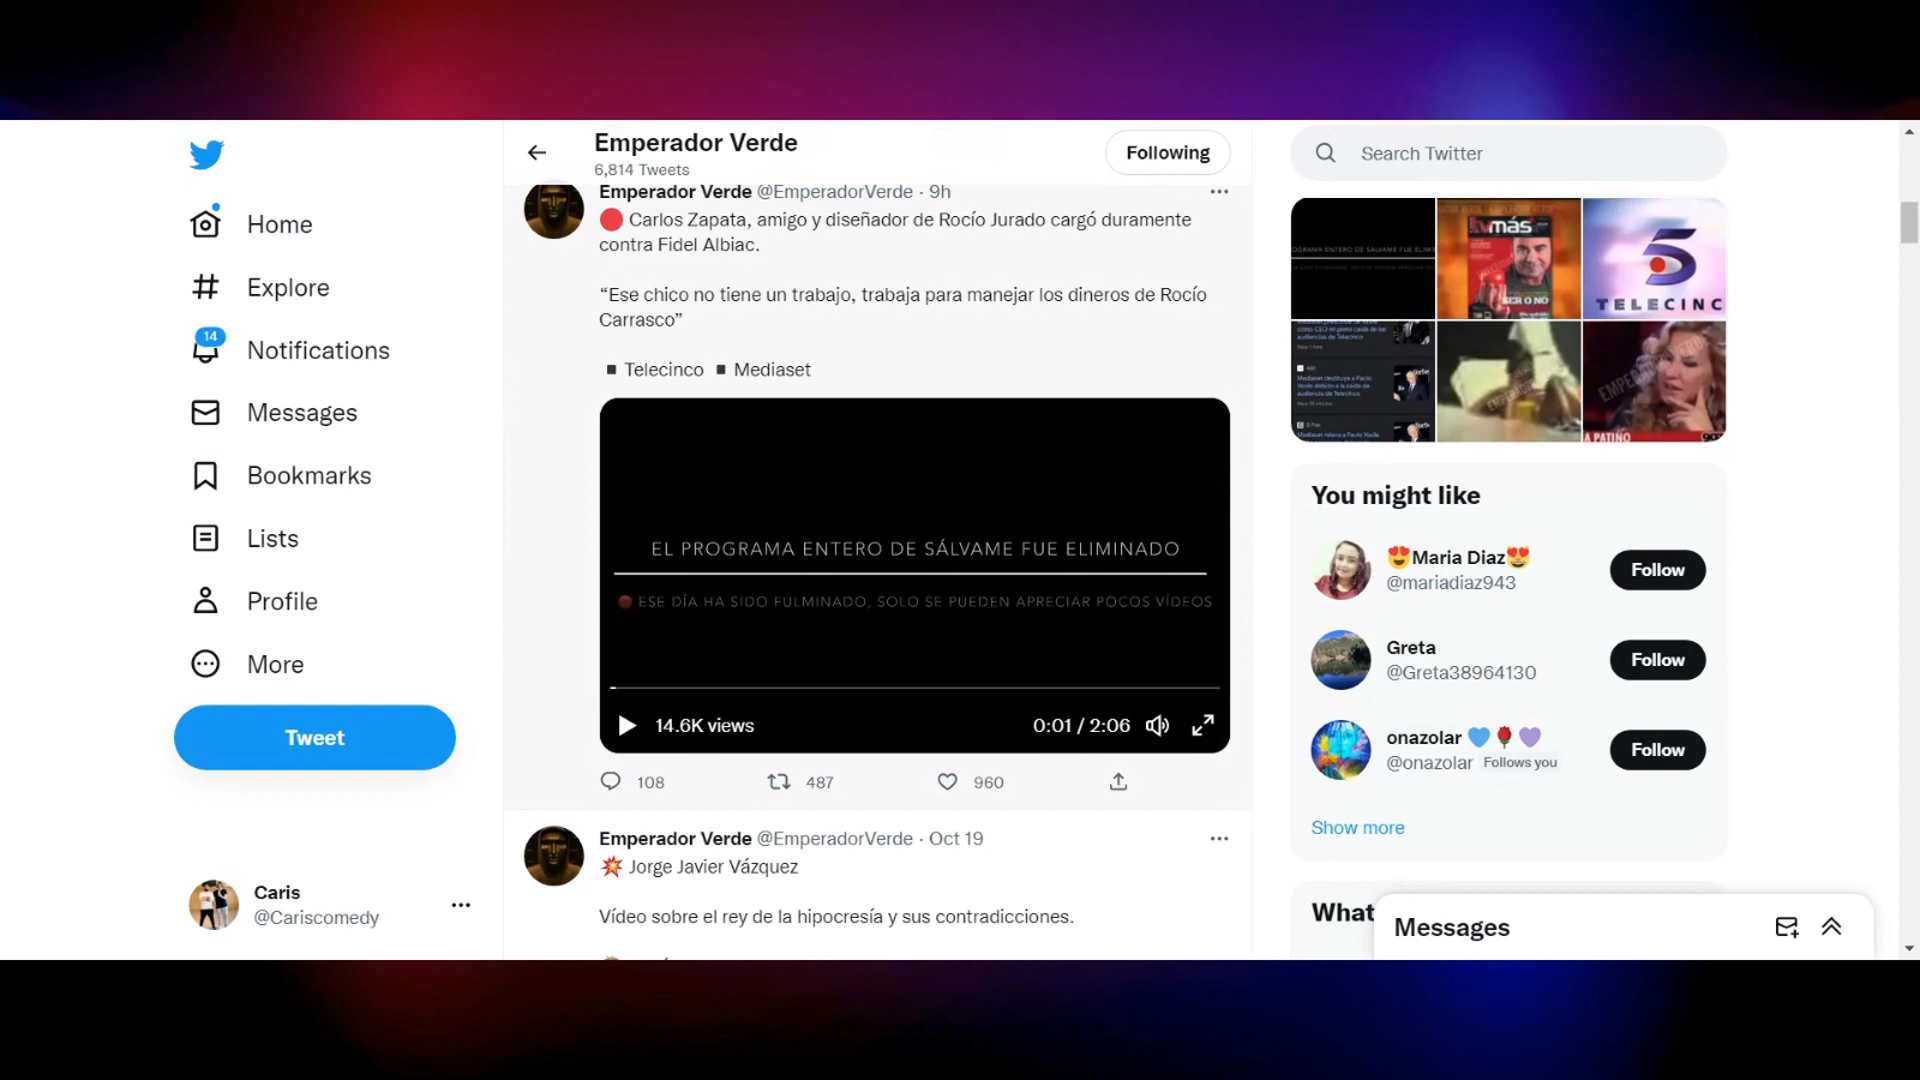 Home
Explore
14
Notifications
Messages
Bookmarks
Lists
Profile
More
Tweet
Caris
@Cariscomedy
Emperador Verde
6,814 Tweets
Following
Emperador Verde @EmperadorVerde · 9h
🔴 Carlos Zapata, amigo y diseñador de Rocío Jurado cargó duramente
contra Fidel Albiac.
“Ese chico no tiene un trabajo, trabaja para manejar los dineros de Rocío
Carrasco”
▪ Telecinco ▪ Mediaset
EL PROGRAMA ENTERO DE SÁLVAME FUE ELIMINADO
🔴 ESE DÍA HA SIDO FULMINADO, SOLO SE PUEDEN APRECIAR POCOS VÍDEOS
14.6K views
0:01 / 2:06
108
487
960
Emperador Verde @EmperadorVerde · Oct 19
💥 Jorge Javier Vázquez
Vídeo sobre el rey de la hipocresía y sus contradicciones.
Search Twitter
tvmás
SER O NO
TELECINC
A PATIÑO
You might like
😍Maria Diaz😻
@mariadiaz943
Follow
Greta
@Greta38964130
Follow
onazolar 💙🌹💜
@onazolar Follows you
Follow
Show more
What
Messages